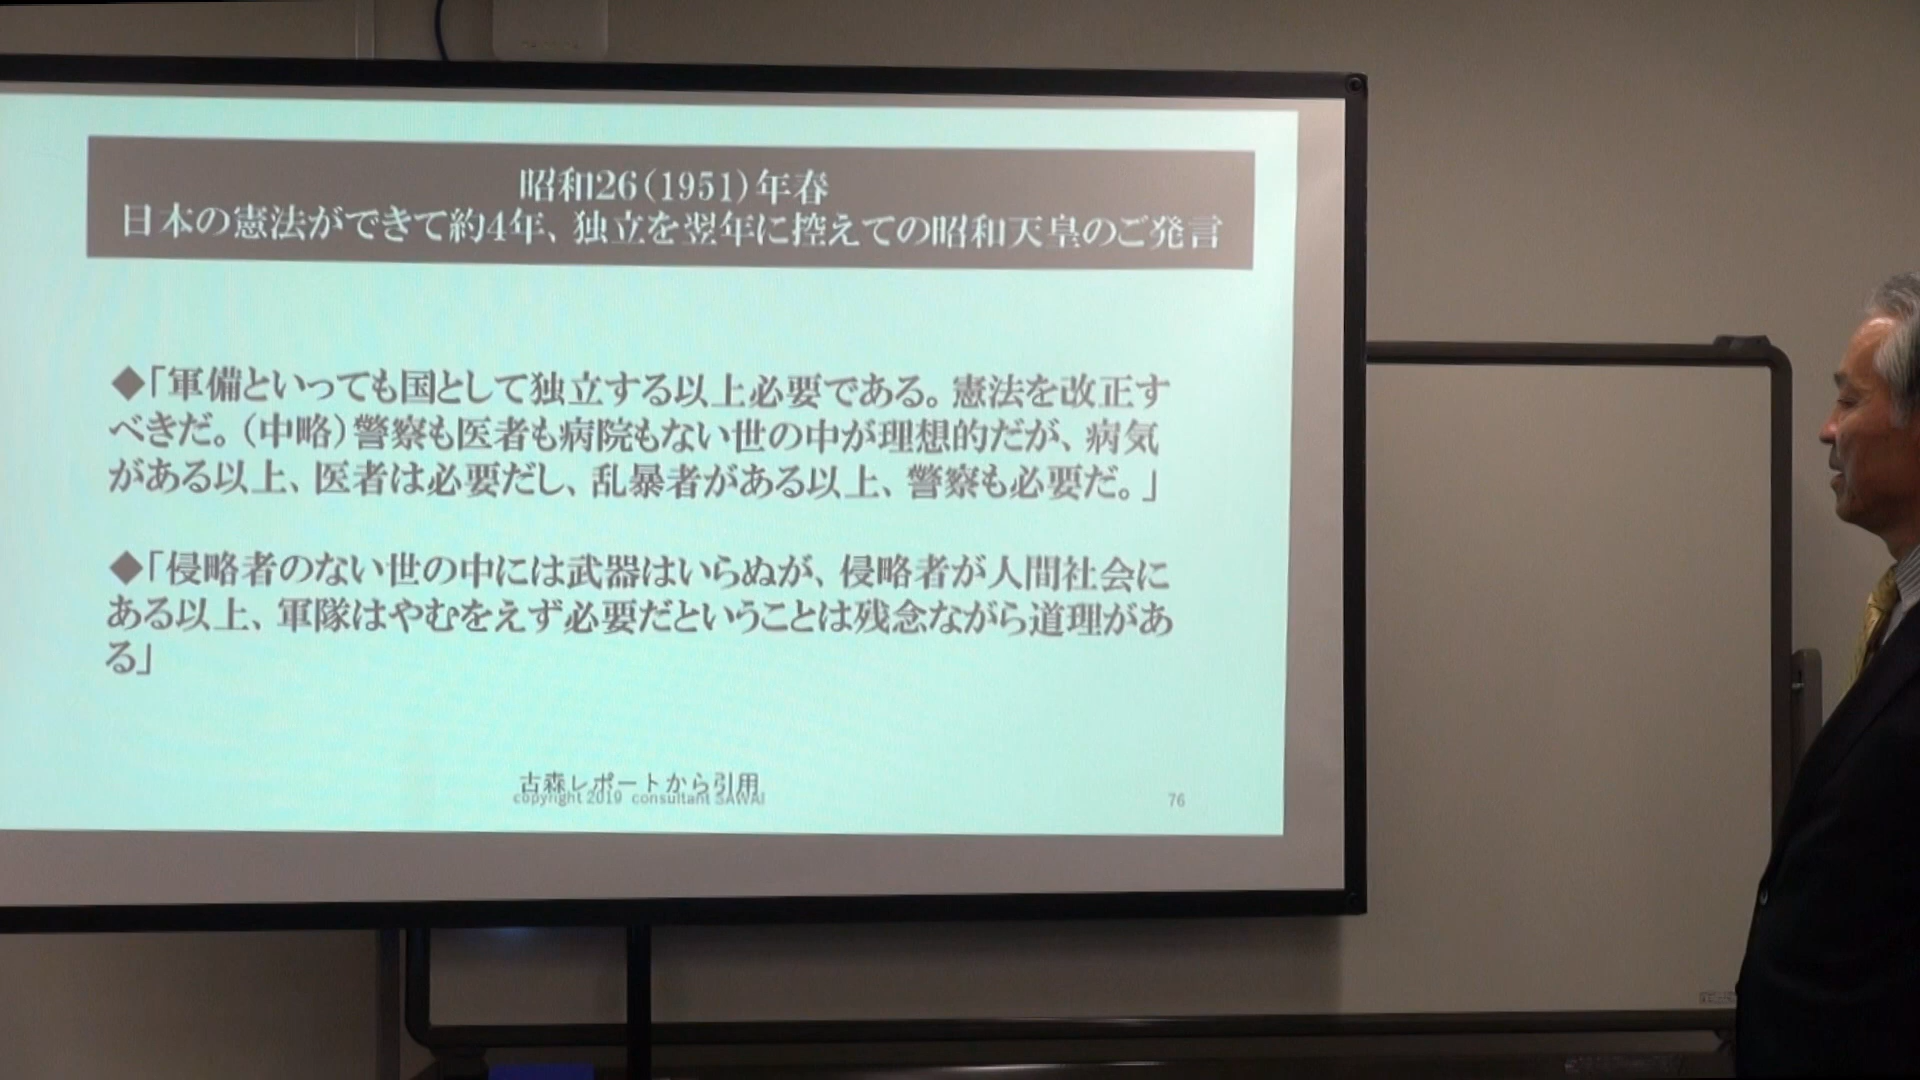 昭和26(1951)年春
日本の憲法ができて約4年、独立を翌年に控えての昭和天皇のご発言
◆「軍備といっても国として独立する以上必要である。憲法を改正す
べきだ。(中略)警察も医者も病院もない世の中が理想的だが、病気
がある以上、医者は必要だし、乱暴者がある以上、警察も必要だ。」
◆「侵略者のない世の中には武器はいらぬが、侵略者が人間社会に
ある以上、軍隊はやむをえず必要だということは残念ながら道理があ
る」
古森レポートから引用
copyright 2019 consultant SAWAI
76